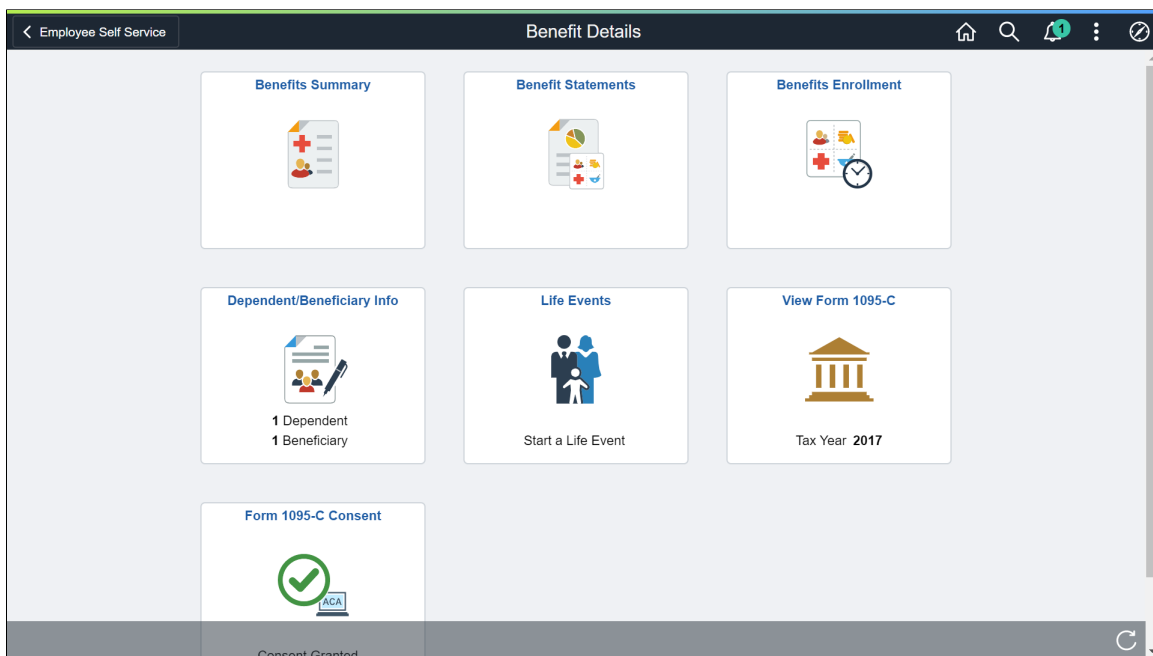 Employee Self Service
Benefit Details
1
Benefits Summary
Benefit Statements
Benefits Enrollment
Dependent/Beneficiary Info
1 Dependent
1 Beneficiary
Life Events
Start a Life Event
View Form 1095-C
Tax Year 2017
Form 1095-C Consent
ACA
Consent Granted